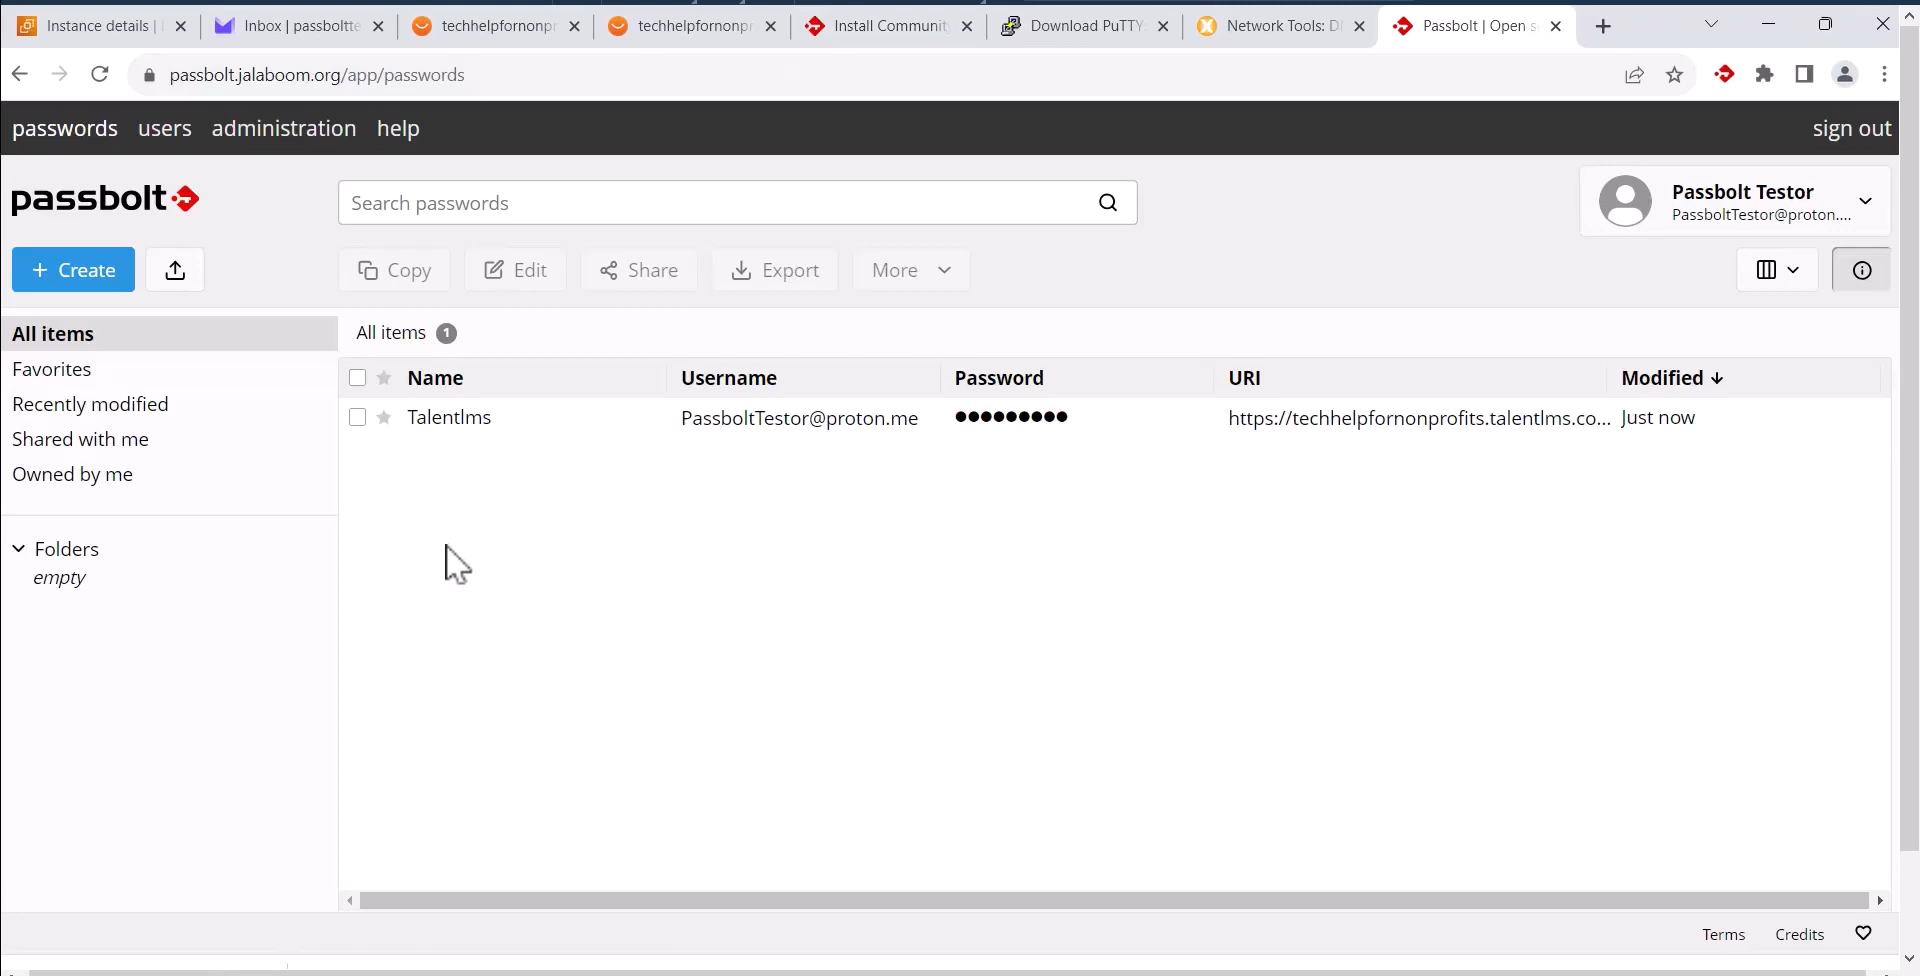 Instance details |
Inbox | passboltte
techhelpfornonpr
techhelpfornonpr
Install Community
Download PuTTY:
Network Tools: D
Passbolt | Open s
passbolt.jalaboom.org/app/passwords
passwords users administration help sign out
passbolt
Search passwords
Passbolt Testor
PassboltTestor@proton....
+ Create
Copy
Edit
Share
Export
More
All items
Favorites
Recently modified
Shared with me
Owned by me
Folders
empty
All items 1
Name Username Password URI Modified
Talentlms PassboltTestor@proton.me ●●●●●●●●● https://techhelpfornonprofits.talentlms.co... Just now
Terms Credits